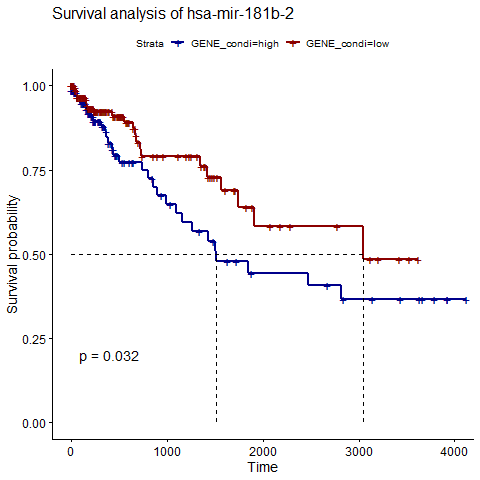 Survival analysis of hsa-mir-181b-2
Strata GENE_condi=high GENE_condi=low
Survival probability
1.00
0.75
0.50
0.25
0.00
p = 0.032
0 1000 2000 3000 4000
Time